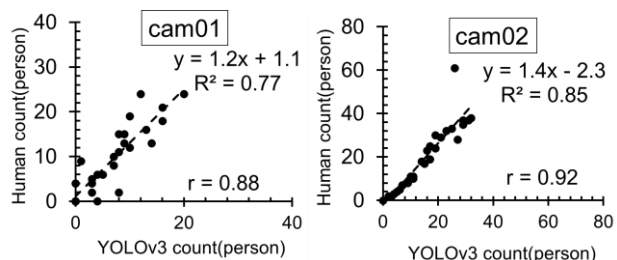 cam01
y = 1.2x + 1.1
R² = 0.77
r = 0.88
Human count(person)
40
30
20
10
0
0
20
40
YOLOv3 count(person)
cam02
y = 1.4x - 2.3
R² = 0.85
r = 0.92
Human count(person)
80
60
40
20
0
0
20
40
60
80
YOLOv3 count(person)